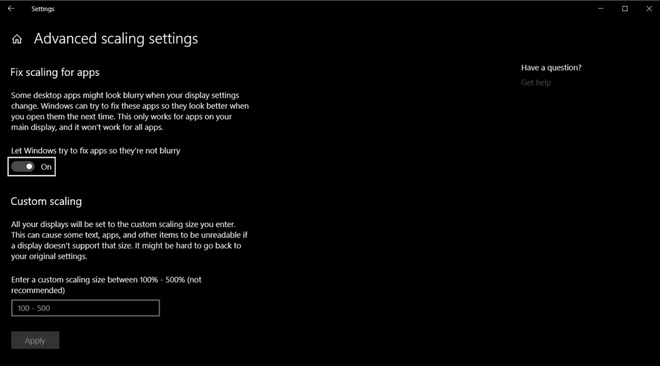 Settings
Advanced scaling settings
Fix scaling for apps
Some desktop apps might look blurry when your display settings
change. Windows can try to fix these apps so they look better when
you open them the next time. This only works for apps on your
main display, and it won't work for all apps.
Let Windows try to fix apps so they're not blurry
On
Custom scaling
All your displays will be set to the custom scaling size you enter.
This can cause some text, apps, and other items to be unreadable if
a display doesn't support that size. It might be hard to go back to
your original settings.
Enter a custom scaling size between 100% - 500% (not
recommended)
100 - 500
Apply
Have a question?
Get help